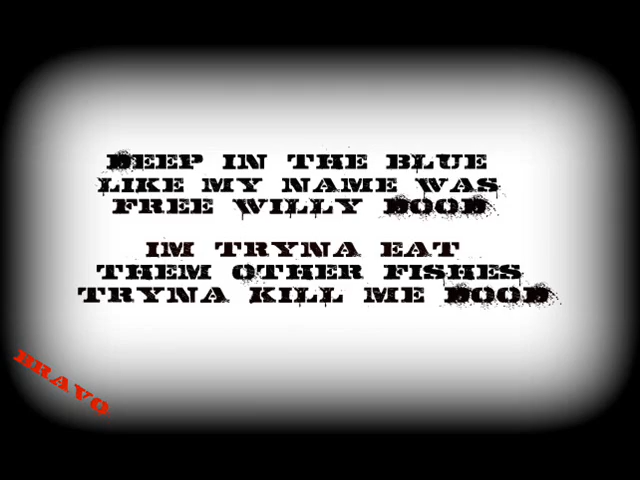 DEEP IN THE BLUE
LIKE MY NAME WAS
FREE WILLY DOOD
IM TRYNA EAT
THEM OTHER FISHES
TRYNA KILL ME DOOD
BRAVO